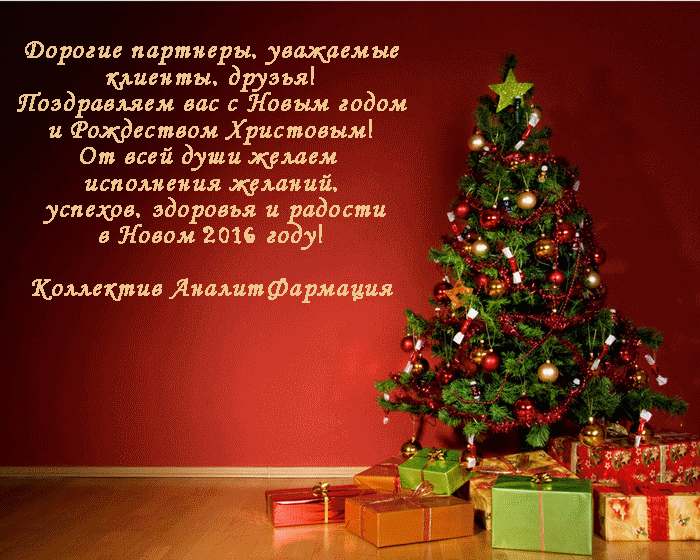 Дорогие партнеры, уважаемые
клиенты, друзья!
Поздравляем вас с Новым годом
и Рождеством Христовым!
От всей души желаем
исполнения желаний,
успехов, здоровья и радости
в Новом 2016 году!
Коллектив АналитФармация